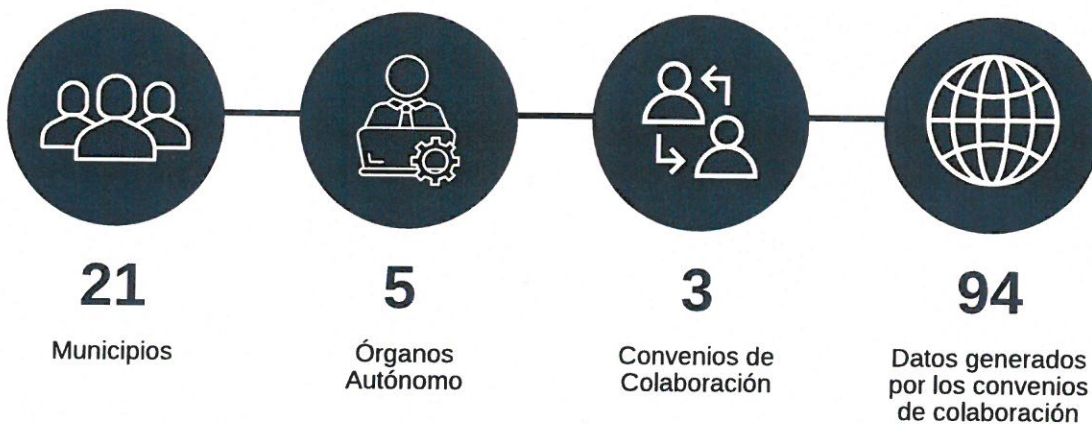 21
Municipios
5
Órganos
Autónomo
3
Convenios de
Colaboración
94
Datos generados
por los convenios
de colaboración